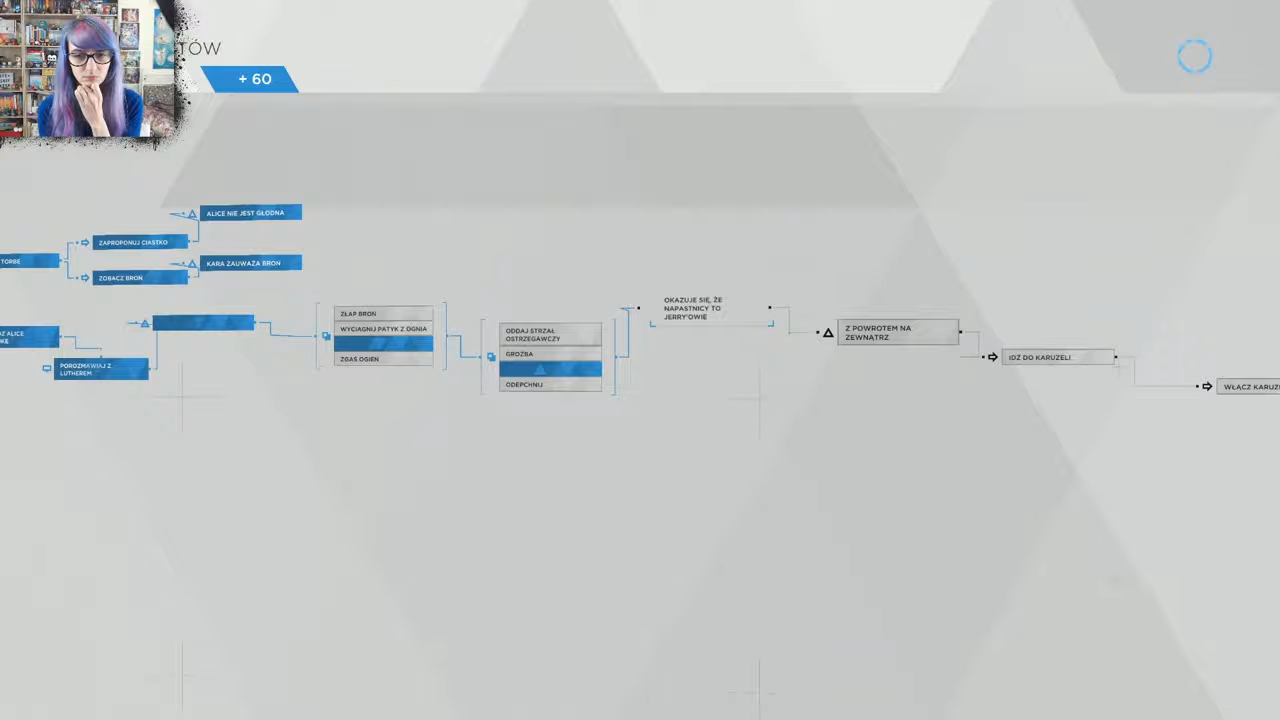 TÓW
+ 60
ALICE NIE JEST GŁODNA
ZAPROPONUJ CIASTKO
TORBĘ
KARA ZAUWAŻA BROŃ
ZOBACZ BROŃ
OKAZUJE SIĘ, ŻE
NAPASTNICY TO
JERRY'OWIE
ZŁAP BROŃ
WYCIĄGNIJ PATYK Z OGNIA
ZGAŚ OGIEŃ
ODDAJ STRZAŁ
OSTRZEGAWCZY
GROŹBA
ODEPCHNIJ
Z POWROTEM NA
ZEWNĄTRZ
IDŹ DO KARUZELI
WŁĄCZ KARUZ
ALICE
POROZMAWIAJ Z
LUTHEREM